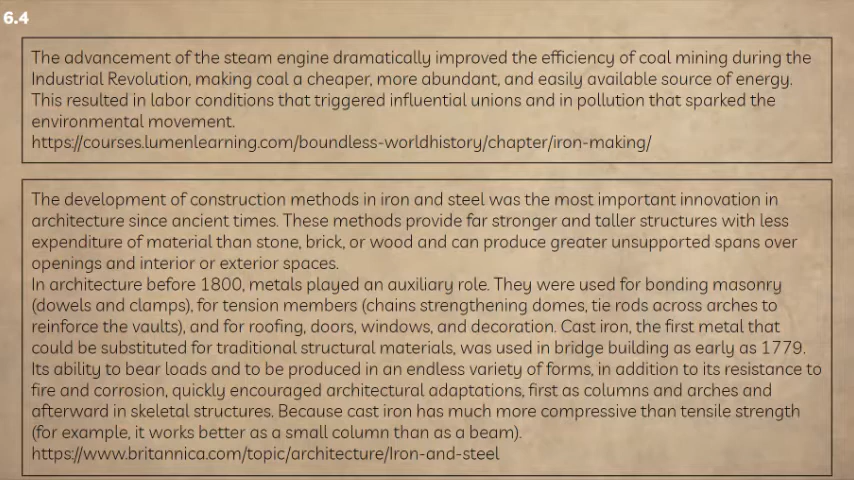 6.4
The advancement of the steam engine dramatically improved the efficiency of coal mining during the
Industrial Revolution, making coal a cheaper, more abundant, and easily available source of energy.
This resulted in labor conditions that triggered influential unions and in pollution that sparked the
environmental movement.
https://courses.lumenlearning.com/boundless-worldhistory/chapter/iron-making/
The development of construction methods in iron and steel was the most important innovation in
architecture since ancient times. These methods provide far stronger and taller structures with less
expenditure of material than stone, brick, or wood and can produce greater unsupported spans over
openings and interior or exterior spaces.
In architecture before 1800, metals played an auxiliary role. They were used for bonding masonry
(dowels and clamps), for tension members (chains strengthening domes, tie rods across arches to
reinforce the vaults), and for roofing, doors, windows, and decoration. Cast iron, the first metal that
could be substituted for traditional structural materials, was used in bridge building as early as 1779.
Its ability to bear loads and to be produced in an endless variety of forms, in addition to its resistance to
fire and corrosion, quickly encouraged architectural adaptations, first as columns and arches and
afterward in skeletal structures. Because cast iron has much more compressive than tensile strength
(for example, it works better as a small column than as a beam).
https://www.britannica.com/topic/architecture/Iron-and-steel